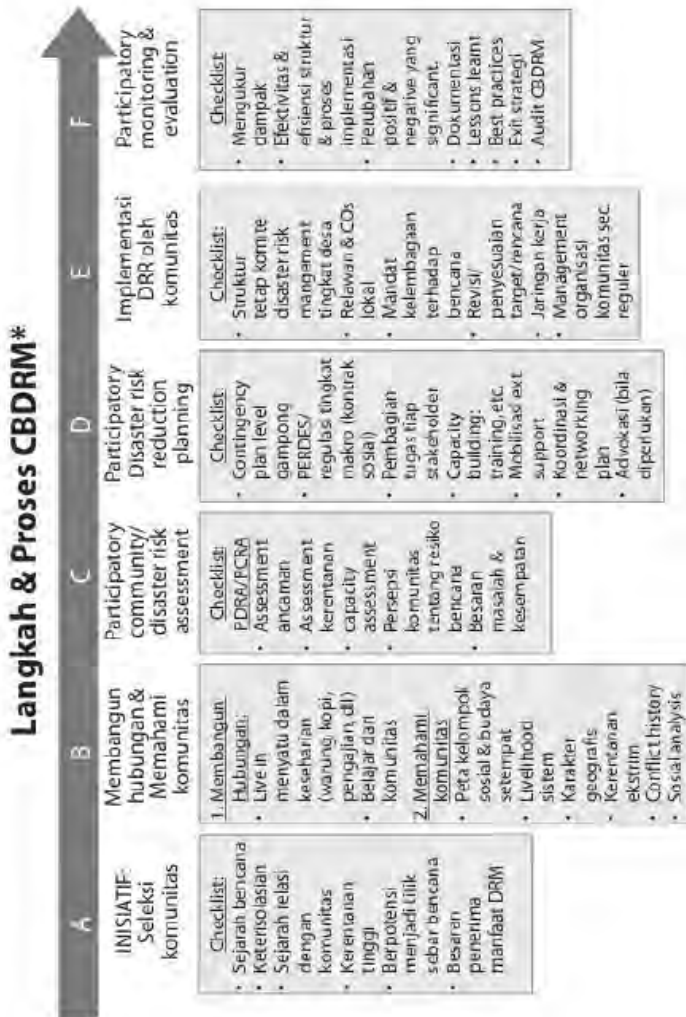 Langkah & Proses CBDRM*
A
INISIATIF:
Seleksi
komunitas
Checklist:
• Sejarah bencana
• Keterisolasian
• Sejarah relasi
dengan
komunitas
• Kerentanan
tinggi
• Berpotensi
menjadi titik
sebar bencana
• Besaran
penerima
manfaat DRM
B
Membangun
hubungan &
Memahami
komunitas
1. Membangun
Hubungan:
• Live in
menyatu dalam
keseharian
(warung, kopi,
pengajian, dll)
• Belajar dari
komunitas
2. Memahami
komunitas
• Peta kelompok
sosial & budaya
setempat
• Livelihood
sistem
• Karakter
geografis
• Kerentanan
ekstrim
• Conflict history
• Sosial analysis
C
Participatory
community/
disaster risk
assessment
Checklist:
PDRA/PCRA
• Assessment
ancaman
• Assessment
kerentanan
• capacity
assessment
• Persepsi
komunitas
tentang resiko
bencana
• Besaran
masalah &
kesempatan
D
Participatory
Disaster risk
reduction
planning
Checklist:
• Contingency
plan level
gampong
• PERDES/
regulasi tingkat
makro (kontrak
sosial)
• Pembagian
tugas tiap
stakeholder
• Capacity
building:
training, etc.
• Mobilisasi ext
support
• Koordinasi &
networking
plan
• Advokasi (bila
diperlukan)
E
Implementasi
DRR oleh
komunitas
Checklist:
• Struktur
tetap komite
disaster risk
mangement
tingkat desa
• Relawan & COs
lokal
• Mandat
kelembagaan
terhadap
bencana
• Revisi/
penyesuaian
target/rencana
• Jaringan kerja
• Management
organisasi
komunitas sec.
reguler
F
Participatory
monitoring &
evaluation
Checklist:
• Mengukur
dampak
• Efektivitas &
efisiensi struktur
& proses
implementasi
• Perubahan
positif &
negative yang
significant.
• Dokumentasi
• Lessons learnt
• Best practices
• Exit strategi
• Audit CBDRM